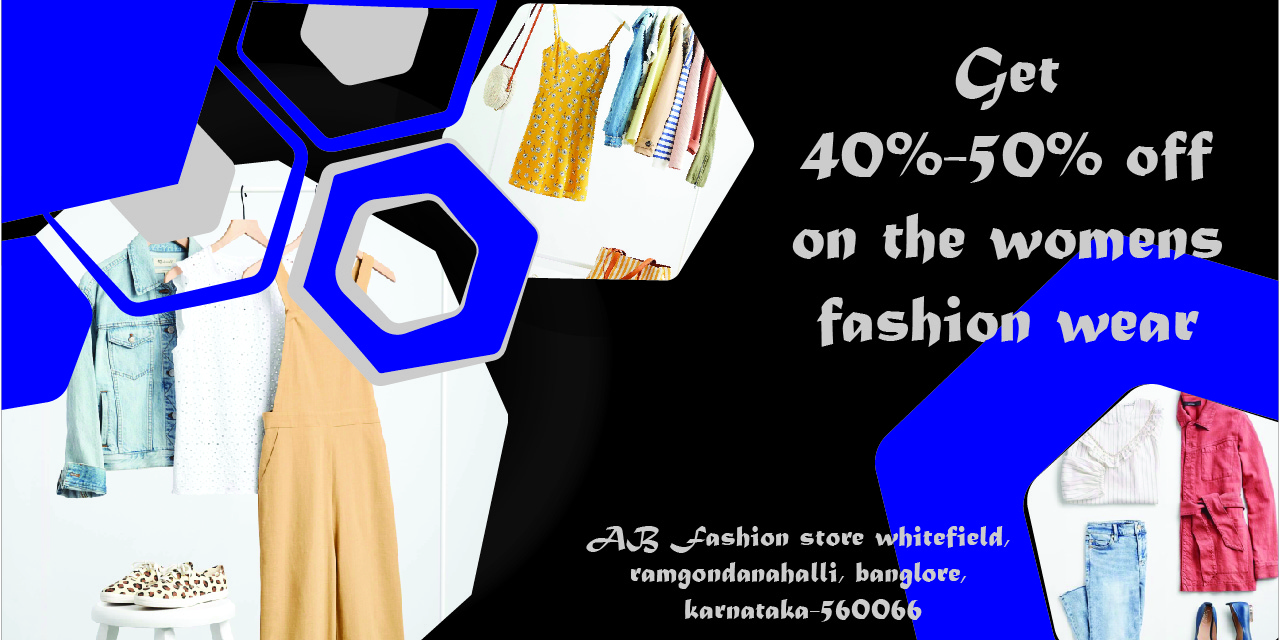 Get
40%-50% off
on the womens
fashion wear
AB Fashion store whitefield,
ramgondanahalli, banglore,
karnataka-560066